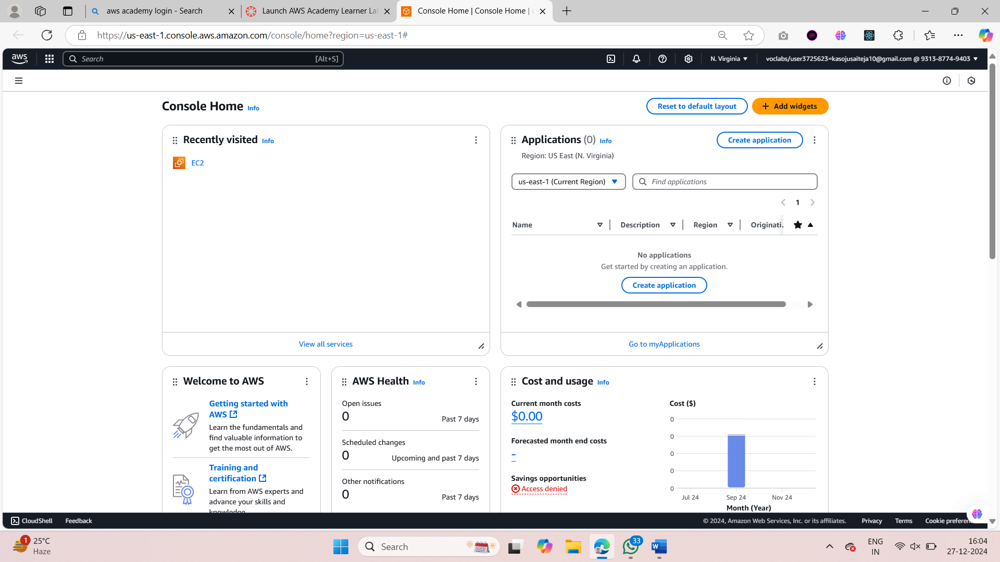 aws academy login - Search
Launch AWS Academy Learner La
Console Home | Console Home |
https://us-east-1.console.aws.amazon.com/console/home?region=us-east-1#
aws
Search
[Alt+S]
N. Virginia
voclabs/user3725623=kasojusaiteja10@gmail.com @ 9313-8774-9403
Console Home Info
Reset to default layout
Add widgets
Recently visited Info
EC2
View all services
Applications (0) Info
Create application
Region: US East (N. Virginia)
us-east-1 (Current Region)
Find applications
1
Name
Description
Region
Originati.
No applications
Get started by creating an application.
Create application
Go to myApplications
Welcome to AWS
Getting started with
AWS
Learn the fundamentals and
find valuable information to
get the most out of AWS.
Training and
certification
Learn from AWS experts and
advance your skills and
knowledge.
AWS Health Info
Open issues
0
Past 7 days
Scheduled changes
0
Upcoming and past 7 days
Other notifications
0
Past 7 days
Cost and usage Info
Current month costs
$0.00
Forecasted month end costs
-
Savings opportunities
Access denied
Cost ($)
0
0
0
0
0
Jul 24
Sep 24
Nov 24
Month (Year)
CloudShell
Feedback
© 2024, Amazon Web Services, Inc. or its affiliates.
Privacy
Terms
Cookie preferen
1
25°C
Haze
Search
33
W
ENG
IN
16:04
27-12-2024